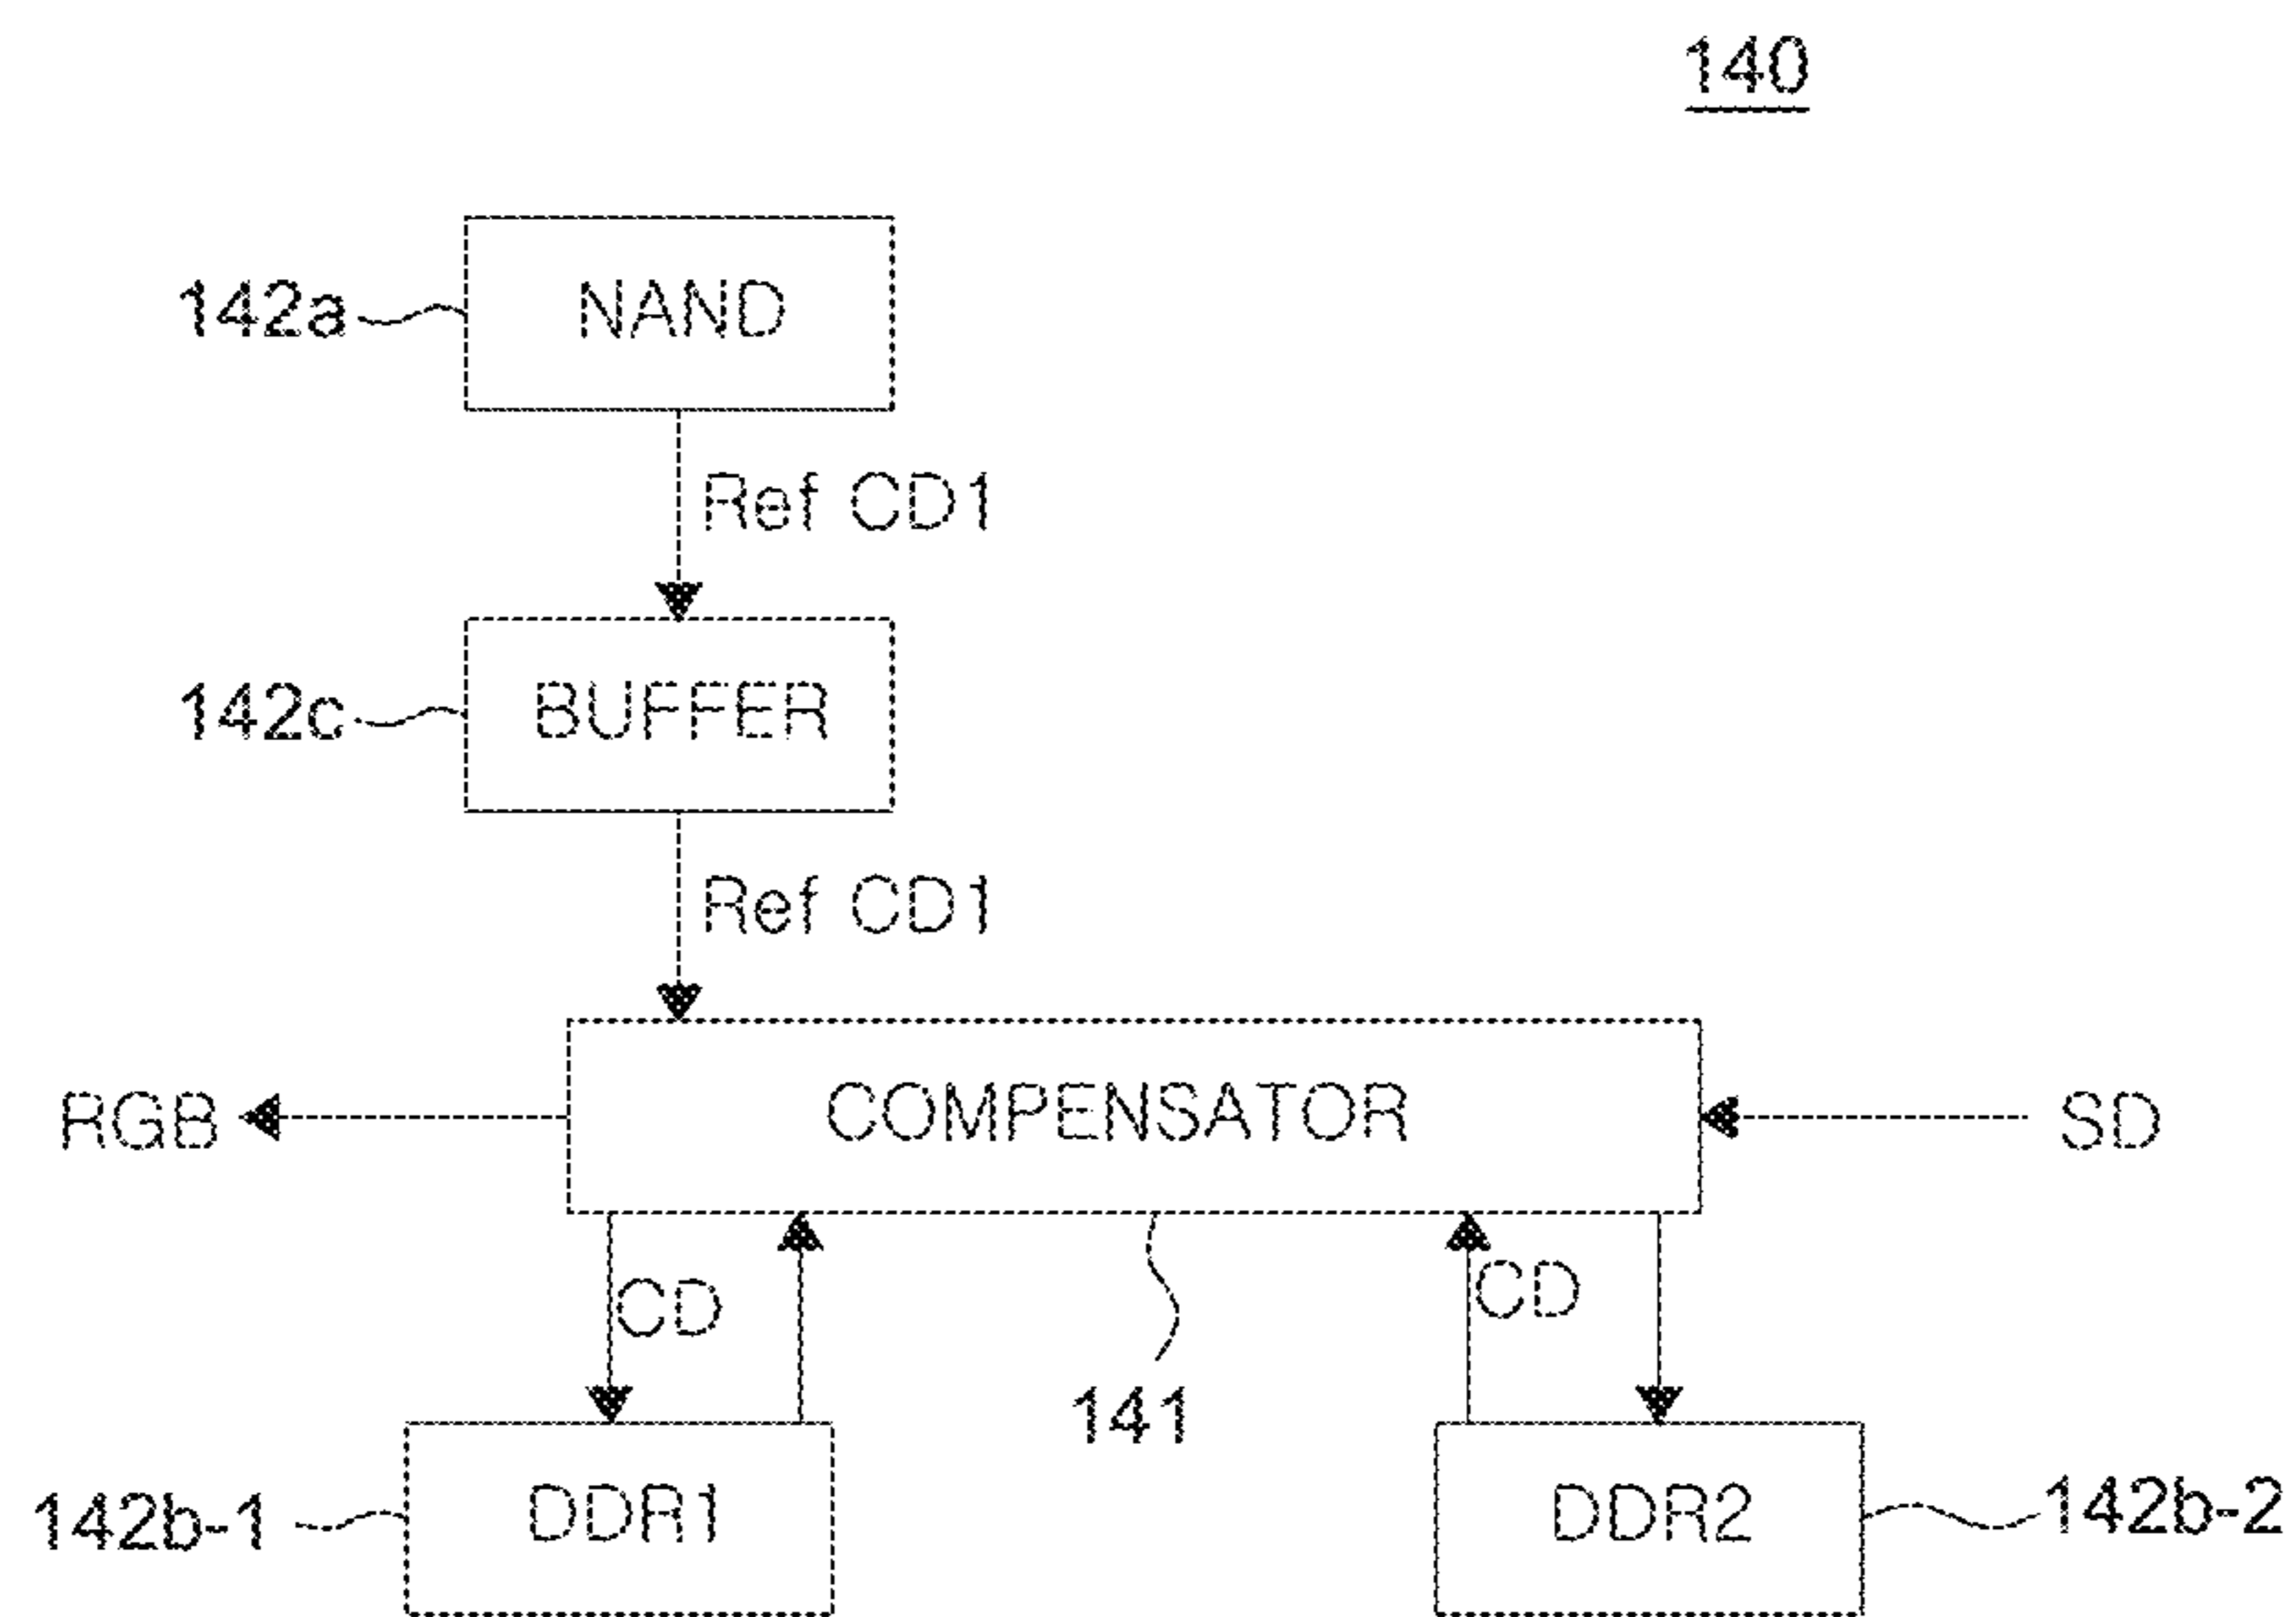 140
142a
NAND
Ref CD1
142c
BUFFER
Ref CD1
RGB
COMPENSATOR
SD
CD
CD
141
142b-1
DDR1
DDR2
142b-2